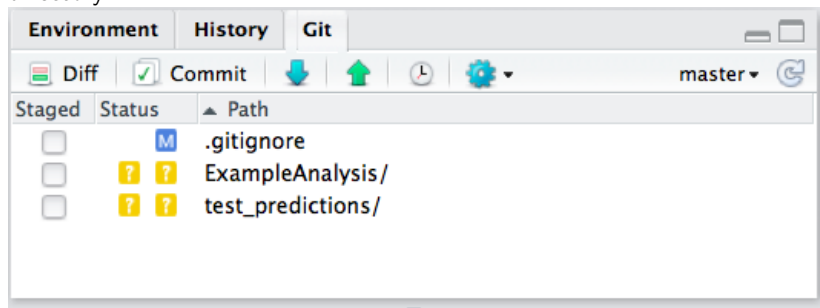 Environment History Git
Diff Commit master
Staged Status Path
M .gitignore
? ? ExampleAnalysis/
? ? test_predictions/